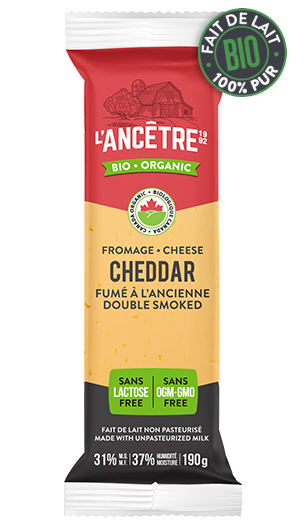 FAIT DE LAIT
BIO
100% PUR
L'ANCÊTRE 1992
BIO • ORGANIC
CANADA ORGANIC • BIOLOGIQUE CANADA
FROMAGE • CHEESE
CHEDDAR
FUMÉ À L'ANCIENNE
DOUBLE SMOKED
SANS LACTOSE FREE
SANS OGM•GMO FREE
FAIT DE LAIT NON PASTEURISÉ
MADE WITH UNPASTEURIZED MILK
31% M.G. M.F. 37% HUMIDITÉ MOISTURE 190g